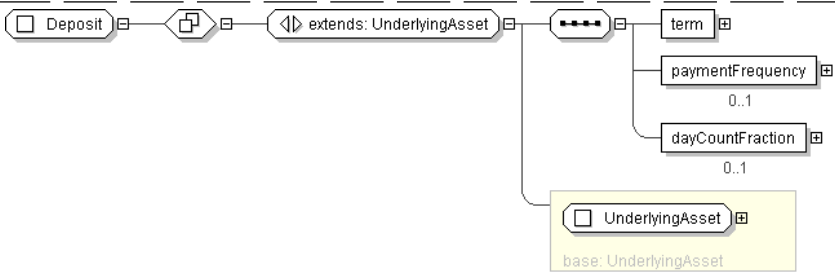 Deposit
extends: UnderlyingAsset
term
paymentFrequency
0..1
dayCountFraction
0..1
UnderlyingAsset
base: UnderlyingAsset